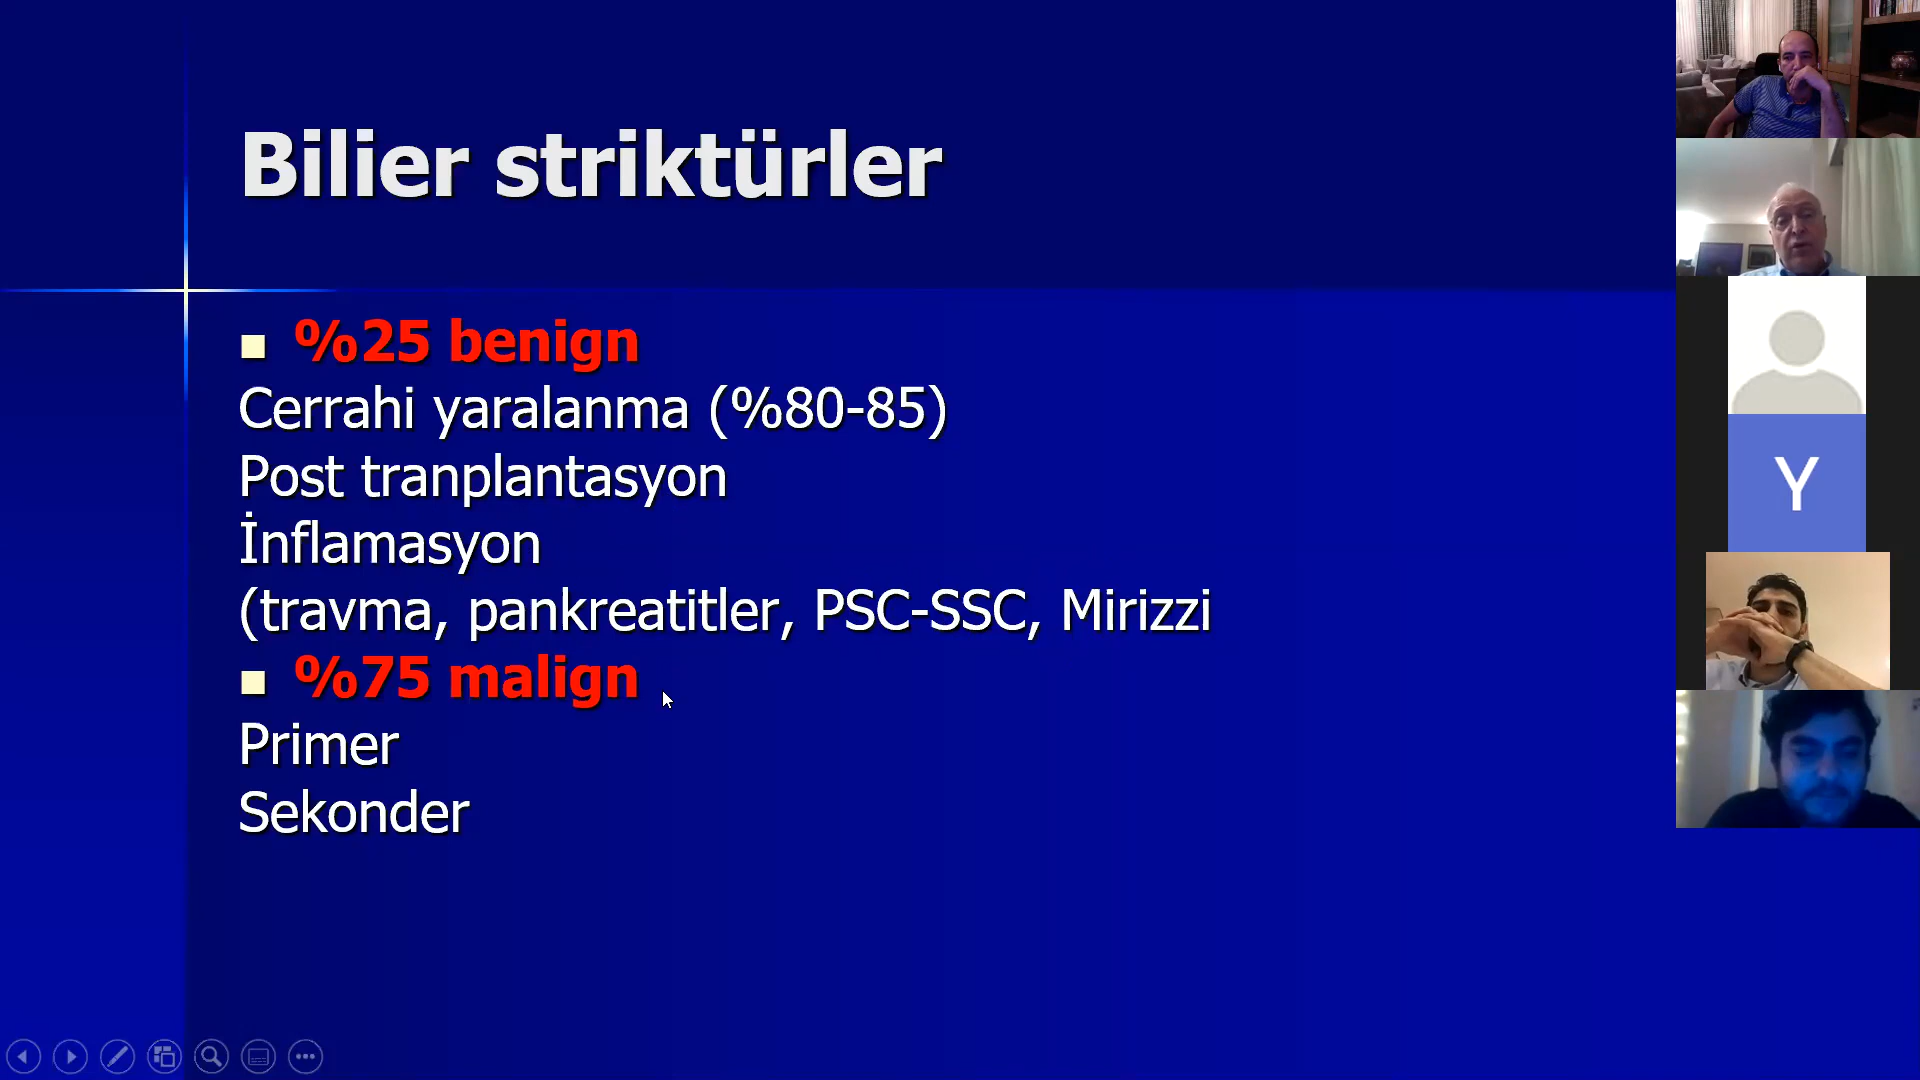 Bilier striktürler
%25 benign
Cerrahi yaralanma (%80-85)
Post tranplantasyon
İnflamasyon
(travma, pankreatitler, PSC-SSC, Mirizzi
%75 malign
Primer
Sekonder
Y